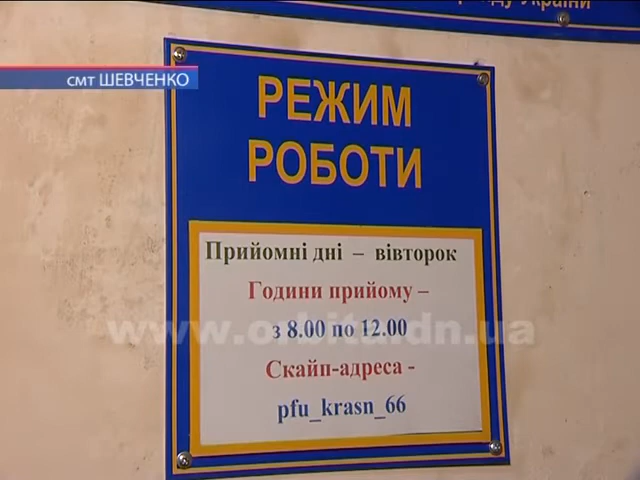 України
смт ШЕВЧЕНКО
РЕЖИМ
РОБОТИ
Прийомні дні – вівторок
Години прийому –
з 8.00 по 12.00
www.orbita.dn.ua
Скайп-адреса -
pfu_krasn_66